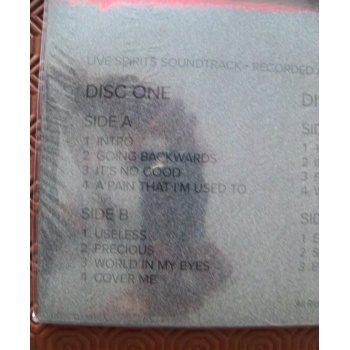 LIVE SPIRITS SOUNDTRACK • RECORDED
DISC ONE
SIDE A
1 INTRO
2 GOING BACKWARDS
3 IT'S NO GOOD
4 A PAIN THAT I'M USED TO
SIDE B
1 USELESS
2 PRECIOUS
3 WORLD IN MY EYES
4 COVER ME